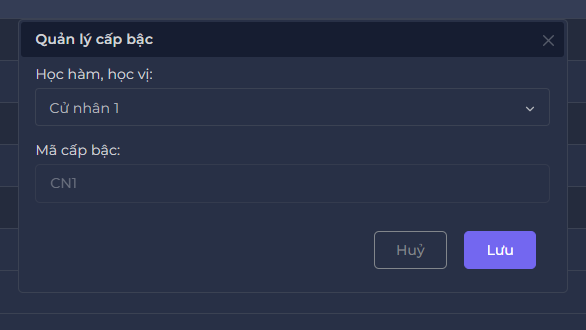 Quản lý cấp bậc
Học hàm, học vị:
Cử nhân 1
Mã cấp bậc:
CN1
Huỷ
Lưu